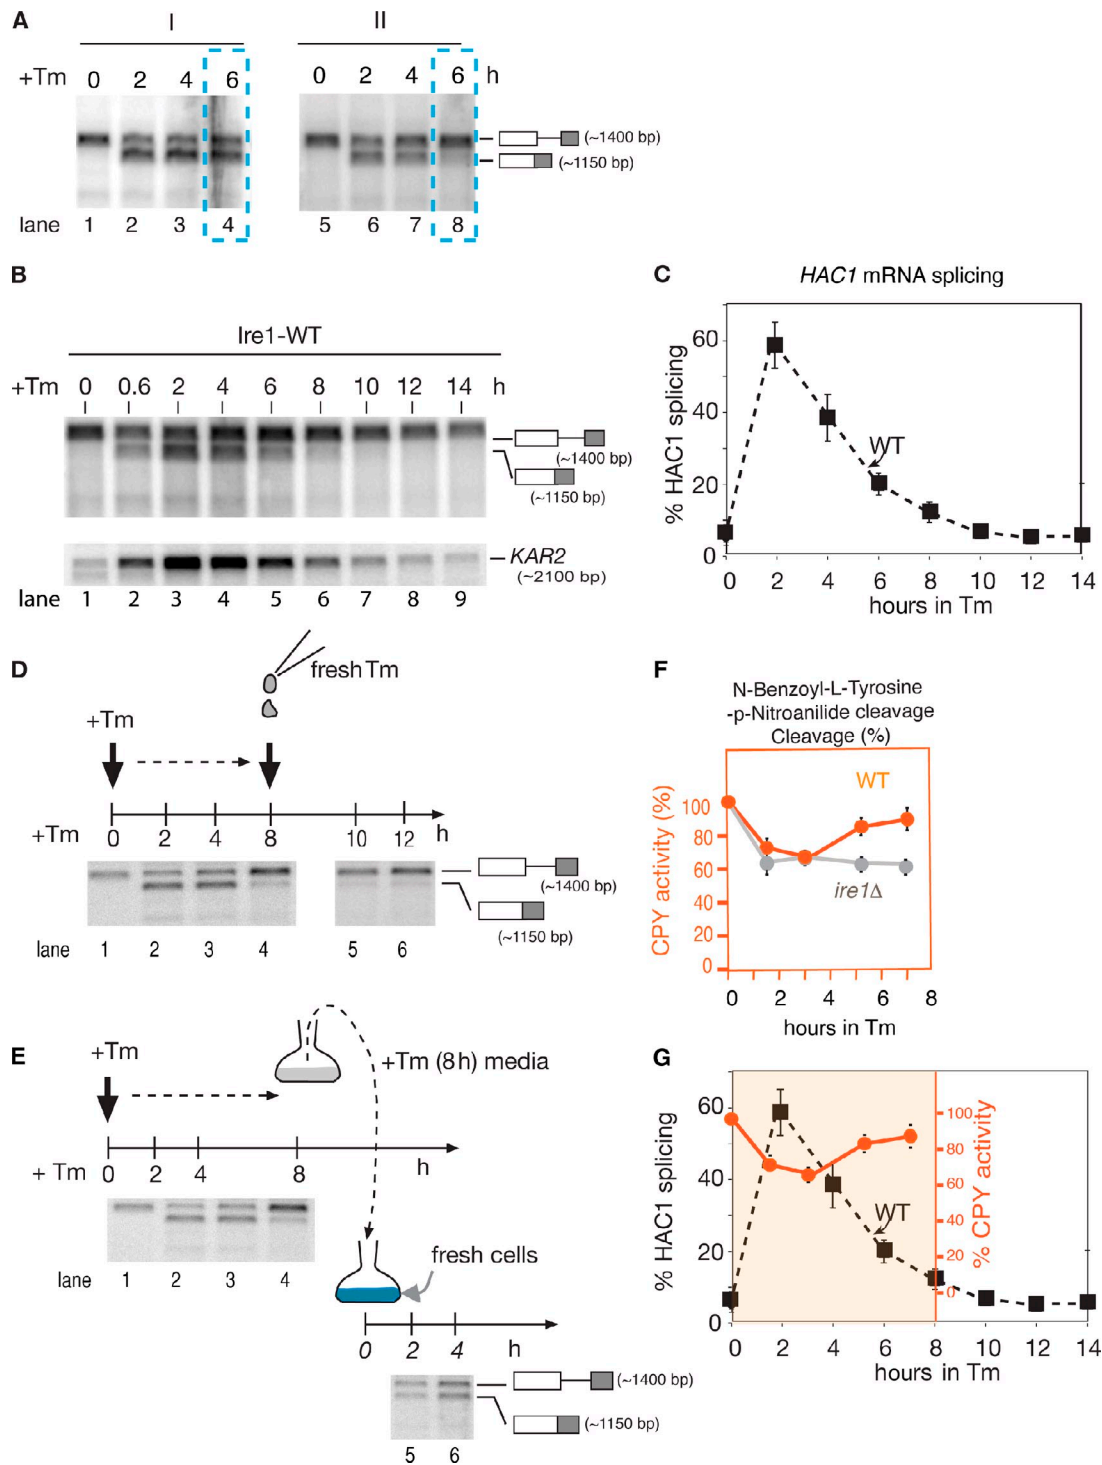 A
I
II
+Tm 0 2 4 6 0 2 4 6 h
(~1400 bp)
(~1150 bp)
lane 1 2 3 4 5 6 7 8
B
Ire1-WT
+Tm 0 0.6 2 4 6 8 10 12 14 h
(~1400 bp)
(~1150 bp)
KAR2
(~2100 bp)
lane 1 2 3 4 5 6 7 8 9
C
HAC1 mRNA splicing
% HAC1 splicing
60
40
20
0
WT
0 2 4 6 8 10 12 14
hours in Tm
D
fresh Tm
+Tm
+Tm 0 2 4 8 10 12 h
(~1400 bp)
(~1150 bp)
lane 1 2 3 4 5 6
F
N-Benzoyl-L-Tyrosine
-p-Nitroanilide cleavage
Cleavage (%)
CPY activity (%)
100
80
60
40
20
0
WT
ire1Δ
0 2 4 6 8
hours in Tm
E
+Tm
+Tm (8h) media
+ Tm 0 2 4 8 h
lane 1 2 3 4
fresh cells
0 2 4 h
(~1400 bp)
(~1150 bp)
5 6
G
% HAC1 splicing
60
40
20
0
WT
% CPY activity
100
80
60
40
20
0
0 2 4 6 8 10 12 14
hours in Tm